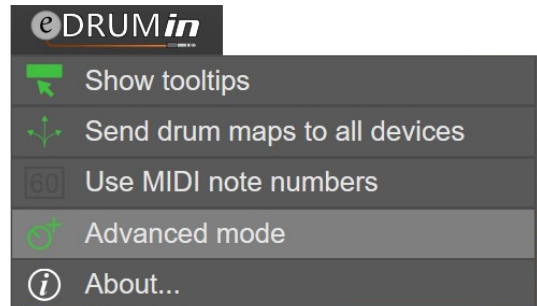 eDRUMin
Show tooltips
Send drum maps to all devices
60 Use MIDI note numbers
Advanced mode
i About...